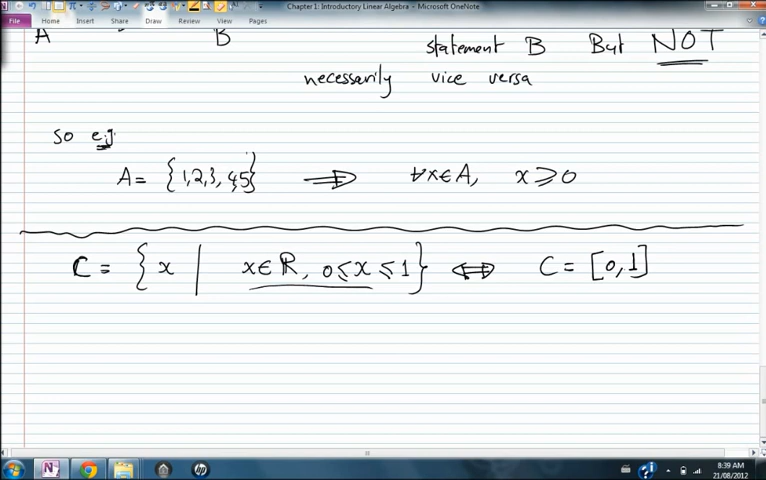 Chapter 1: Introductory Linear Algebra - Microsoft OneNote
File Home Insert Share Draw Review View Pages
A B statement B But NOT
necessarily vice versa
so e.g
A = {1,2,3,4,5} ⟹ ∀x∈A, x ⩾ 0
C = {x | x∈ℝ, 0⩽x⩽1} ⟺ C = [0,1]
8:39 AM
21/08/2012